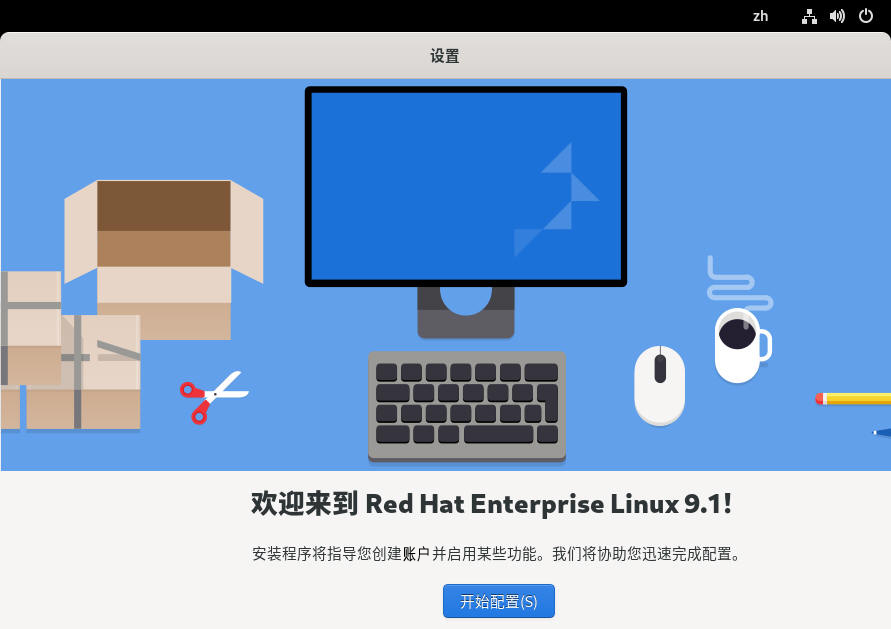 zh
设置
欢迎来到 Red Hat Enterprise Linux 9.1!
安装程序将指导您创建账户并启用某些功能。我们将协助您迅速完成配置。
开始配置(S)